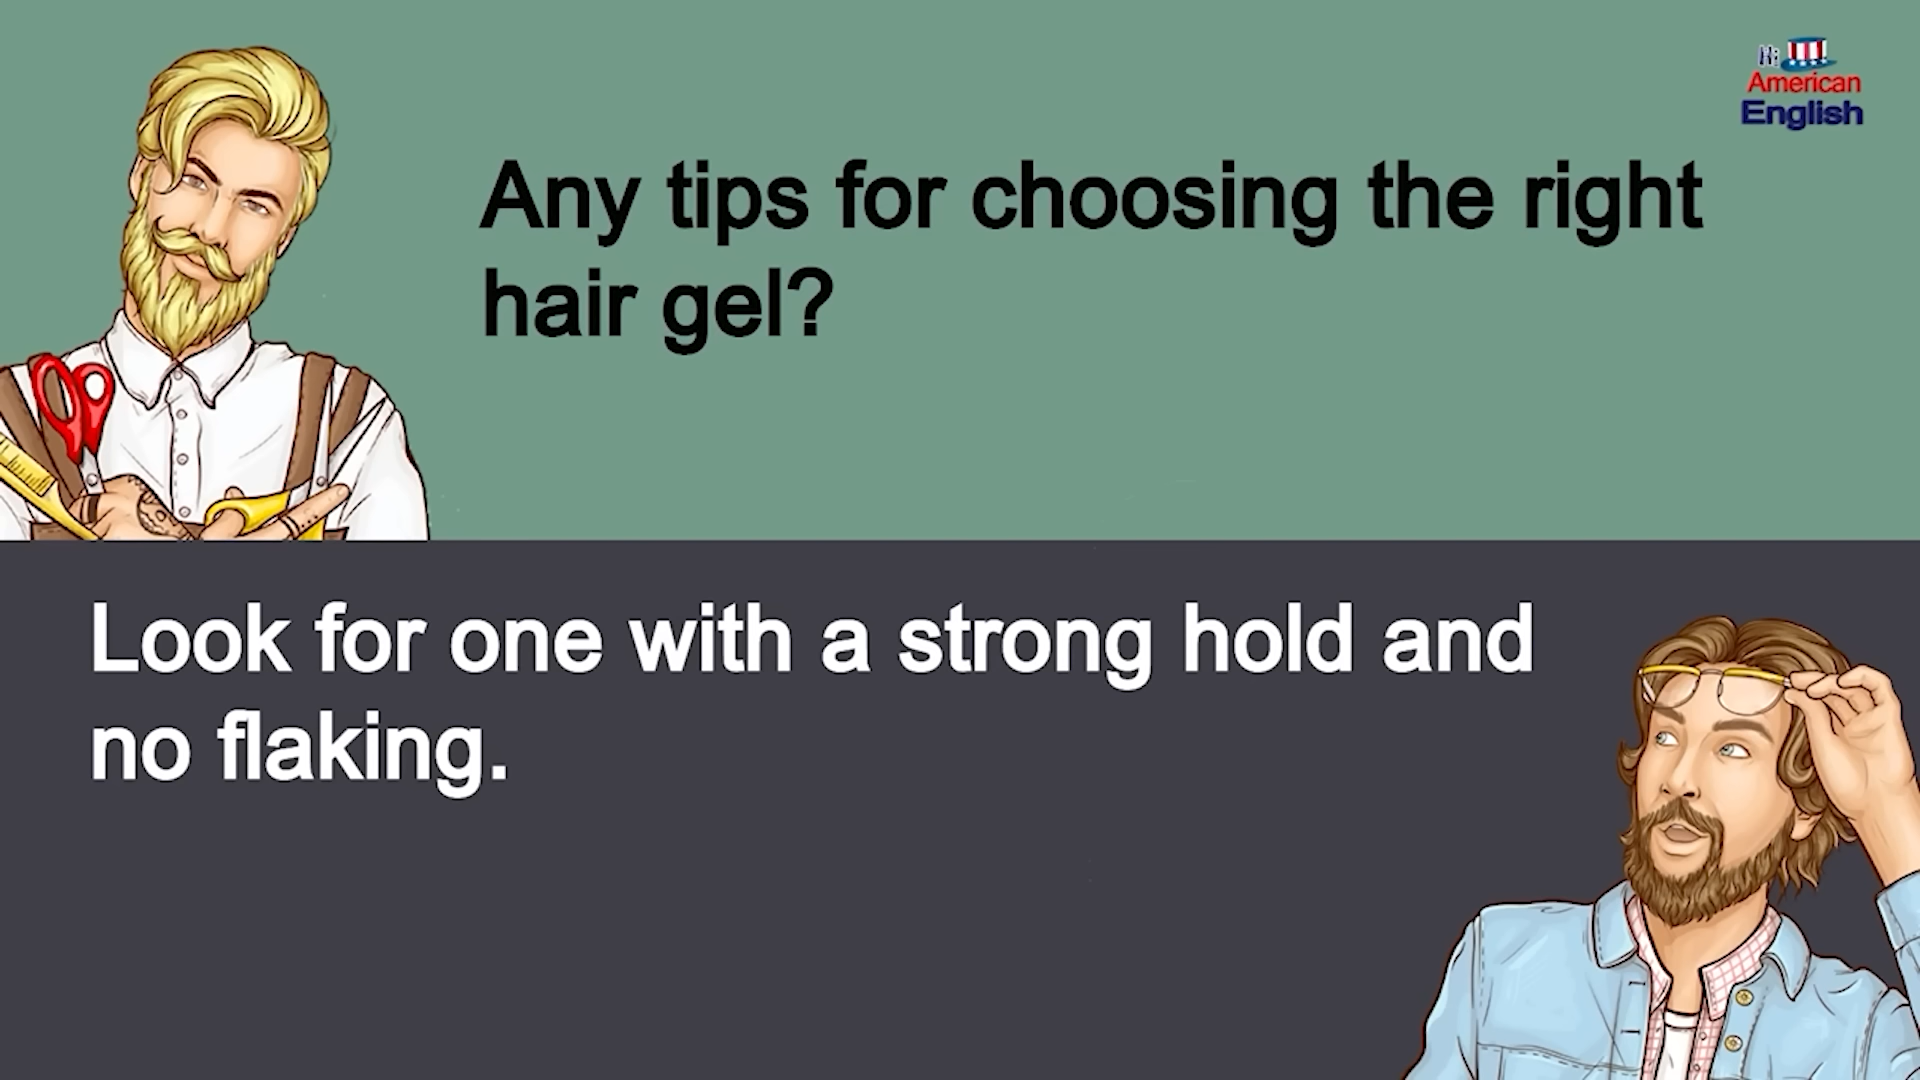 Hi
American
English
Any tips for choosing the right
hair gel?
Look for one with a strong hold and
no flaking.